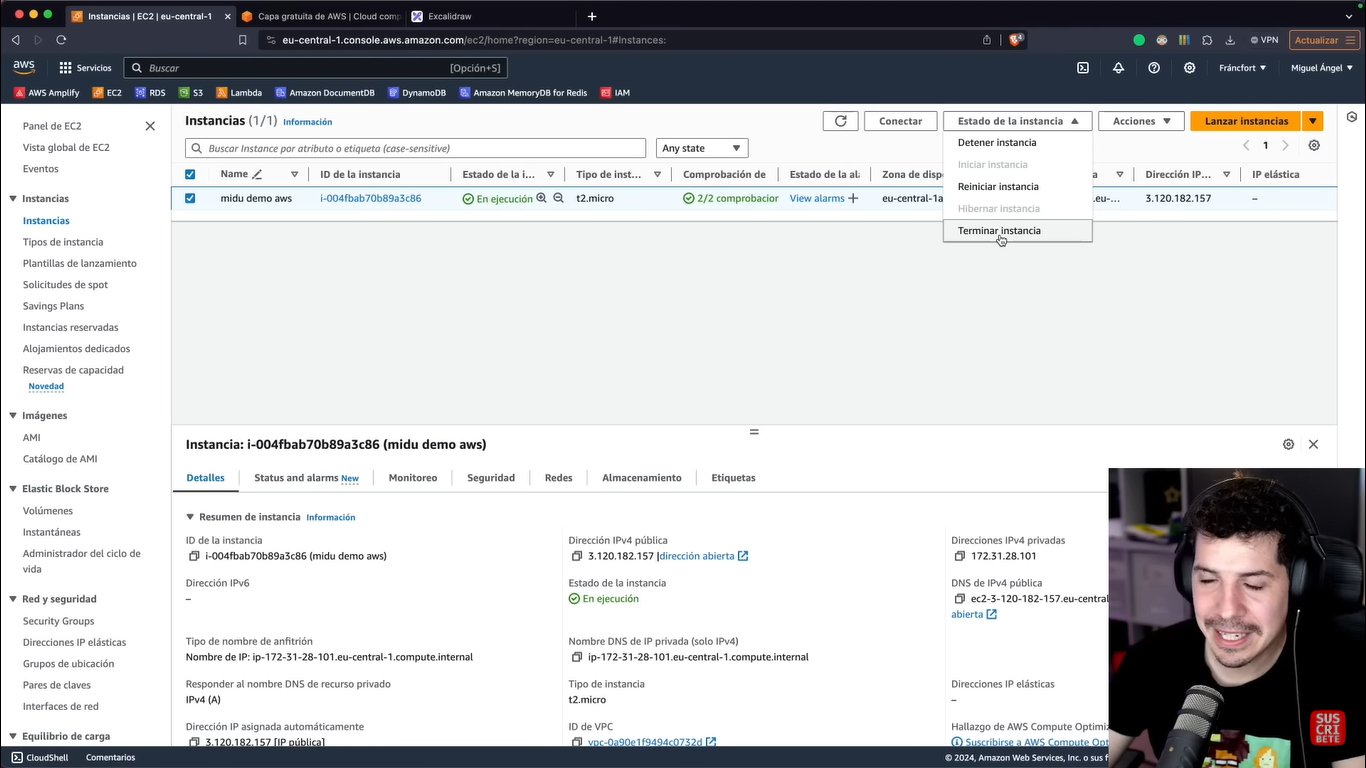 Instancias | EC2 | eu-central-1
Capa gratuita de AWS | Cloud comp
Excalidraw
eu-central-1.console.aws.amazon.com/ec2/home?region=eu-central-1#Instances:
VPN
Actualizar
aws
Servicios
Buscar
[Opción+S]
Fráncfort
Miguel Ángel
AWS Amplify
EC2
RDS
S3
Lambda
Amazon DocumentDB
DynamoDB
Amazon MemoryDB for Redis
IAM
Panel de EC2
Vista global de EC2
Eventos
Instancias
Instancias
Tipos de instancia
Plantillas de lanzamiento
Solicitudes de spot
Savings Plans
Instancias reservadas
Alojamientos dedicados
Reservas de capacidad
Novedad
Imágenes
AMI
Catálogo de AMI
Elastic Block Store
Volúmenes
Instantáneas
Administrador del ciclo de
vida
Red y seguridad
Security Groups
Direcciones IP elásticas
Grupos de ubicación
Pares de claves
Interfaces de red
Equilibrio de carga
Instancias (1/1) Información
Conectar
Estado de la instancia
Acciones
Lanzar instancias
Buscar Instance por atributo o etiqueta (case-sensitive)
Any state
1
Detener instancia
Iniciar instancia
Reiniciar instancia
Hibernar instancia
Terminar instancia
Name
ID de la instancia
Estado de la i...
Tipo de inst...
Comprobación de
Estado de la al
Zona de disp
a
Dirección IP...
IP elástica
midu demo aws
i-004fbab70b89a3c86
En ejecución
t2.micro
2/2 comprobacior
View alarms
eu-central-1a
.eu-...
3.120.182.157
–
Instancia: i-004fbab70b89a3c86 (midu demo aws)
Detalles
Status and alarms New
Monitoreo
Seguridad
Redes
Almacenamiento
Etiquetas
Resumen de instancia Información
ID de la instancia
i-004fbab70b89a3c86 (midu demo aws)
Dirección IPv4 pública
3.120.182.157 |dirección abierta
Direcciones IPv4 privadas
172.31.28.101
Dirección IPv6
–
Estado de la instancia
En ejecución
DNS de IPv4 pública
ec2-3-120-182-157.eu-central
abierta
Tipo de nombre de anfitrión
Nombre de IP: ip-172-31-28-101.eu-central-1.compute.internal
Nombre DNS de IP privada (solo IPv4)
ip-172-31-28-101.eu-central-1.compute.internal
Responder al nombre DNS de recurso privado
IPv4 (A)
Tipo de instancia
t2.micro
Direcciones IP elásticas
–
Dirección IP asignada automáticamente
3.120.182.157 [IP pública]
ID de VPC
vpc-0a90e1f9494c0732d
Hallazgo de AWS Compute Optimiz
Suscribirse a AWS Compute Opt
SUS
CRI
BETE
CloudShell
Comentarios
© 2024, Amazon Web Services, Inc. o sus f